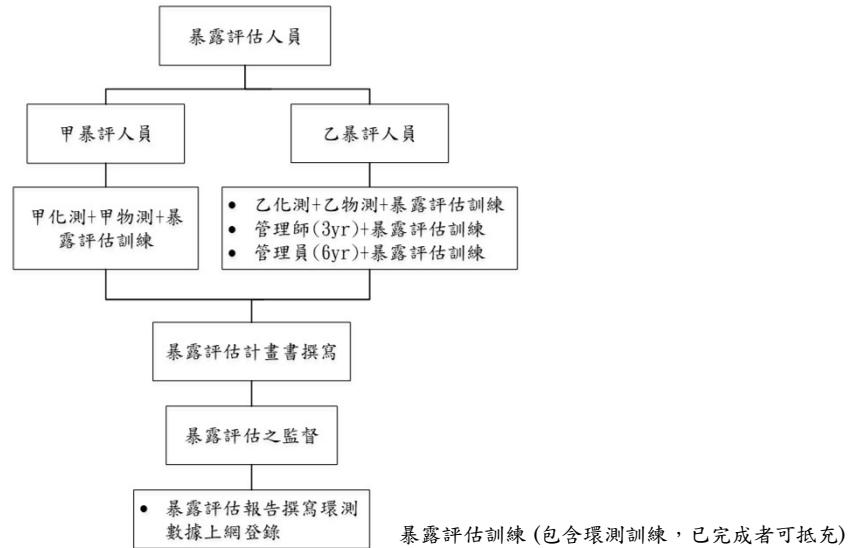 暴露評估人員
甲暴評人員
乙暴評人員
甲化測+甲物測+暴
露評估訓練
• 乙化測+乙物測+暴露評估訓練
• 管理師(3yr)+暴露評估訓練
• 管理員(6yr)+暴露評估訓練
暴露評估計畫書撰寫
暴露評估之監督
• 暴露評估報告撰寫環測
數據上網登錄
暴露評估訓練 (包含環測訓練，已完成者可抵充)